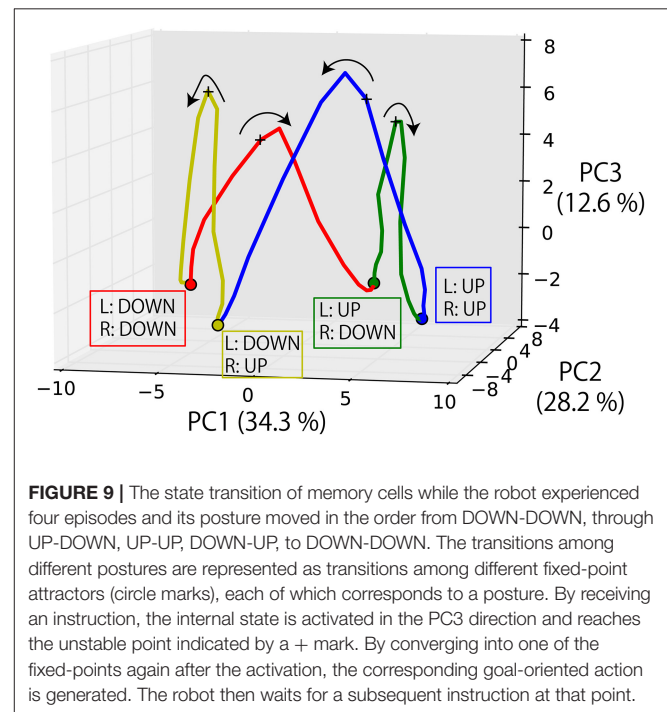 8
6
4
2
0
−2
−4
PC3
(12.6 %)
L: DOWN
R: DOWN
L: DOWN
R: UP
L: UP
R: DOWN
L: UP
R: UP
−10
−5
0
5
10
PC1 (34.3 %)
−8
−4
0
4
8
PC2
(28.2 %)
FIGURE 9 | The state transition of memory cells while the robot experienced
four episodes and its posture moved in the order from DOWN-DOWN, through
UP-DOWN, UP-UP, DOWN-UP, to DOWN-DOWN. The transitions among
different postures are represented as transitions among different fixed-point
attractors (circle marks), each of which corresponds to a posture. By receiving
an instruction, the internal state is activated in the PC3 direction and reaches
the unstable point indicated by a + mark. By converging into one of the
fixed-points again after the activation, the corresponding goal-oriented action
is generated. The robot then waits for a subsequent instruction at that point.